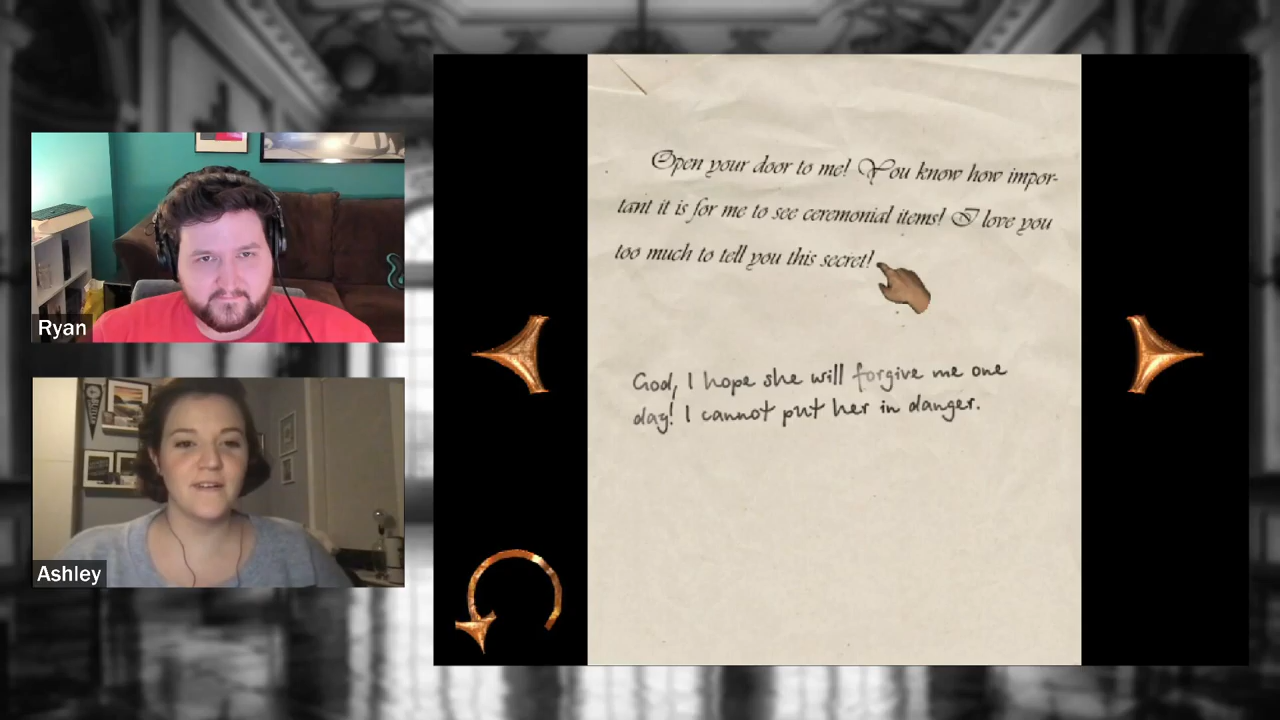 Ryan
Ashley
Open your door to me! You know how impor-
tant it is for me to see ceremonial items! I love you
too much to tell you this secret!
God, I hope she will forgive me one
day! I cannot put her in danger.